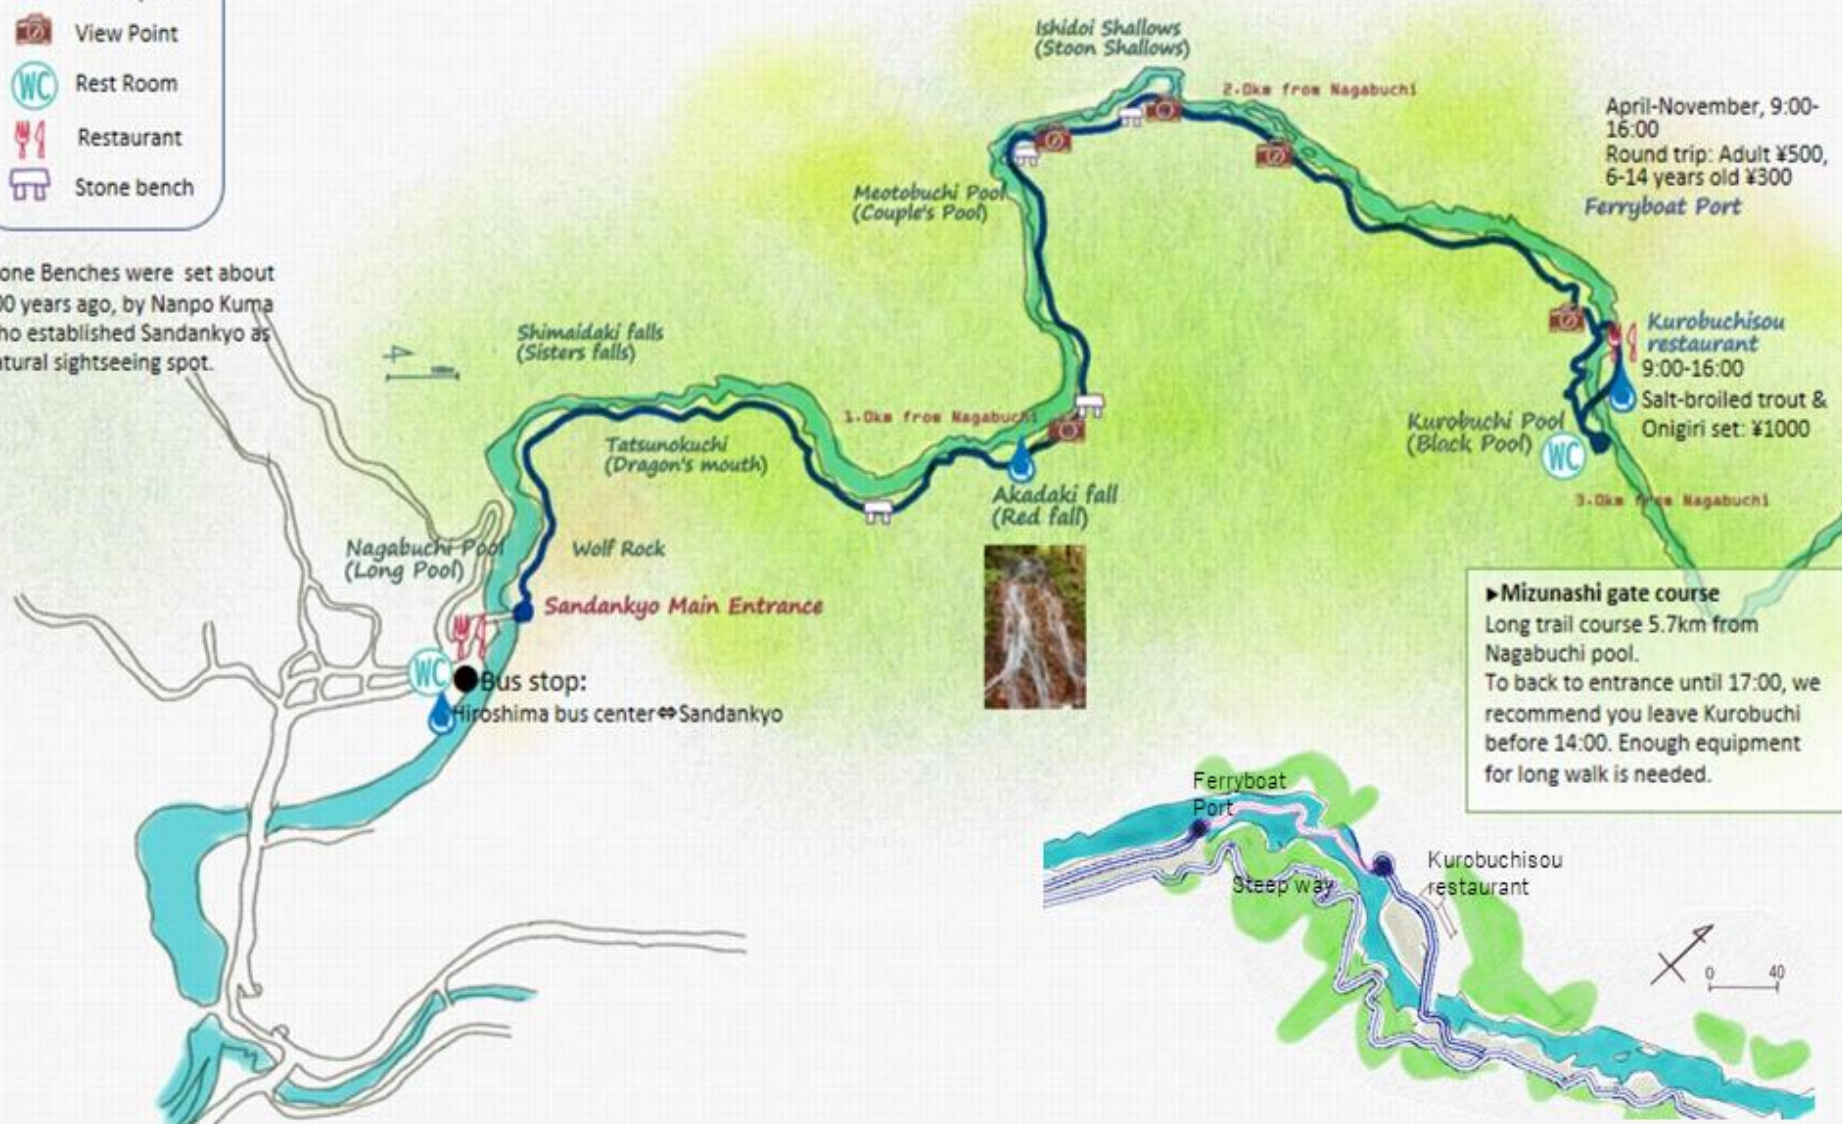 View Point
WC
Rest Room
Restaurant
Stone bench
one Benches were set about
00 years ago, by Nanpo Kuma
ho established Sandankyo as
atural sightseeing spot.
Ishidoi Shallows
(Stoon Shallows)
2.0km from Nagabuchi
April-November, 9:00-
16:00
Round trip: Adult ¥500,
6-14 years old ¥300
Ferryboat Port
Meotobuchi Pool
(Couple's Pool)
Shimaidaki falls
(Sisters falls)
Kurobuchisou
restaurant
9:00-16:00
Salt-broiled trout &
Onigiri set: ¥1000
1.0km from Nagabuchi
Tatsunokuchi
(Dragon's mouth)
Kurobuchi Pool
(Black Pool)
WC
Akadaki fall
(Red fall)
3.0km from Nagabuchi
Nagabuchi Pool
(Long Pool)
Wolf Rock
Sandankyo Main Entrance
WC
Bus stop:
Hiroshima bus center⇔Sandankyo
▶Mizunashi gate course
Long trail course 5.7km from
Nagabuchi pool.
To back to entrance until 17:00, we
recommend you leave Kurobuchi
before 14:00. Enough equipment
for long walk is needed.
Ferryboat
Port
Steep way
Kurobuchisou
restaurant
0 40